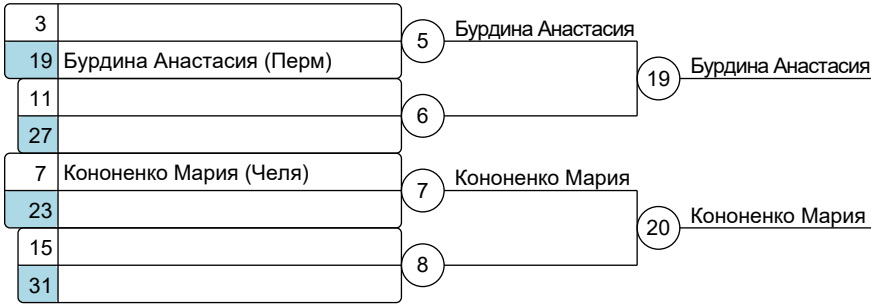 3
5 Бурдина Анастасия
19 Бурдина Анастасия (Перм)
19 Бурдина Анастасия
11
6
27
7 Кононенко Мария (Челя)
7 Кононенко Мария
23
20 Кононенко Мария
15
8
31